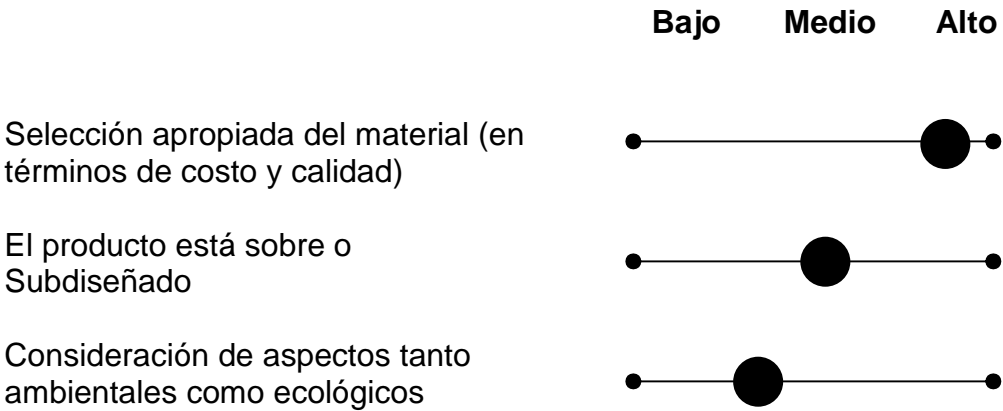 Bajo Medio Alto
Selección apropiada del material (en
términos de costo y calidad)
El producto está sobre o
Subdiseñado
Consideración de aspectos tanto
ambientales como ecológicos